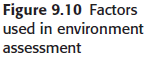 Figure 9.10 Factors
used in environment
assessment